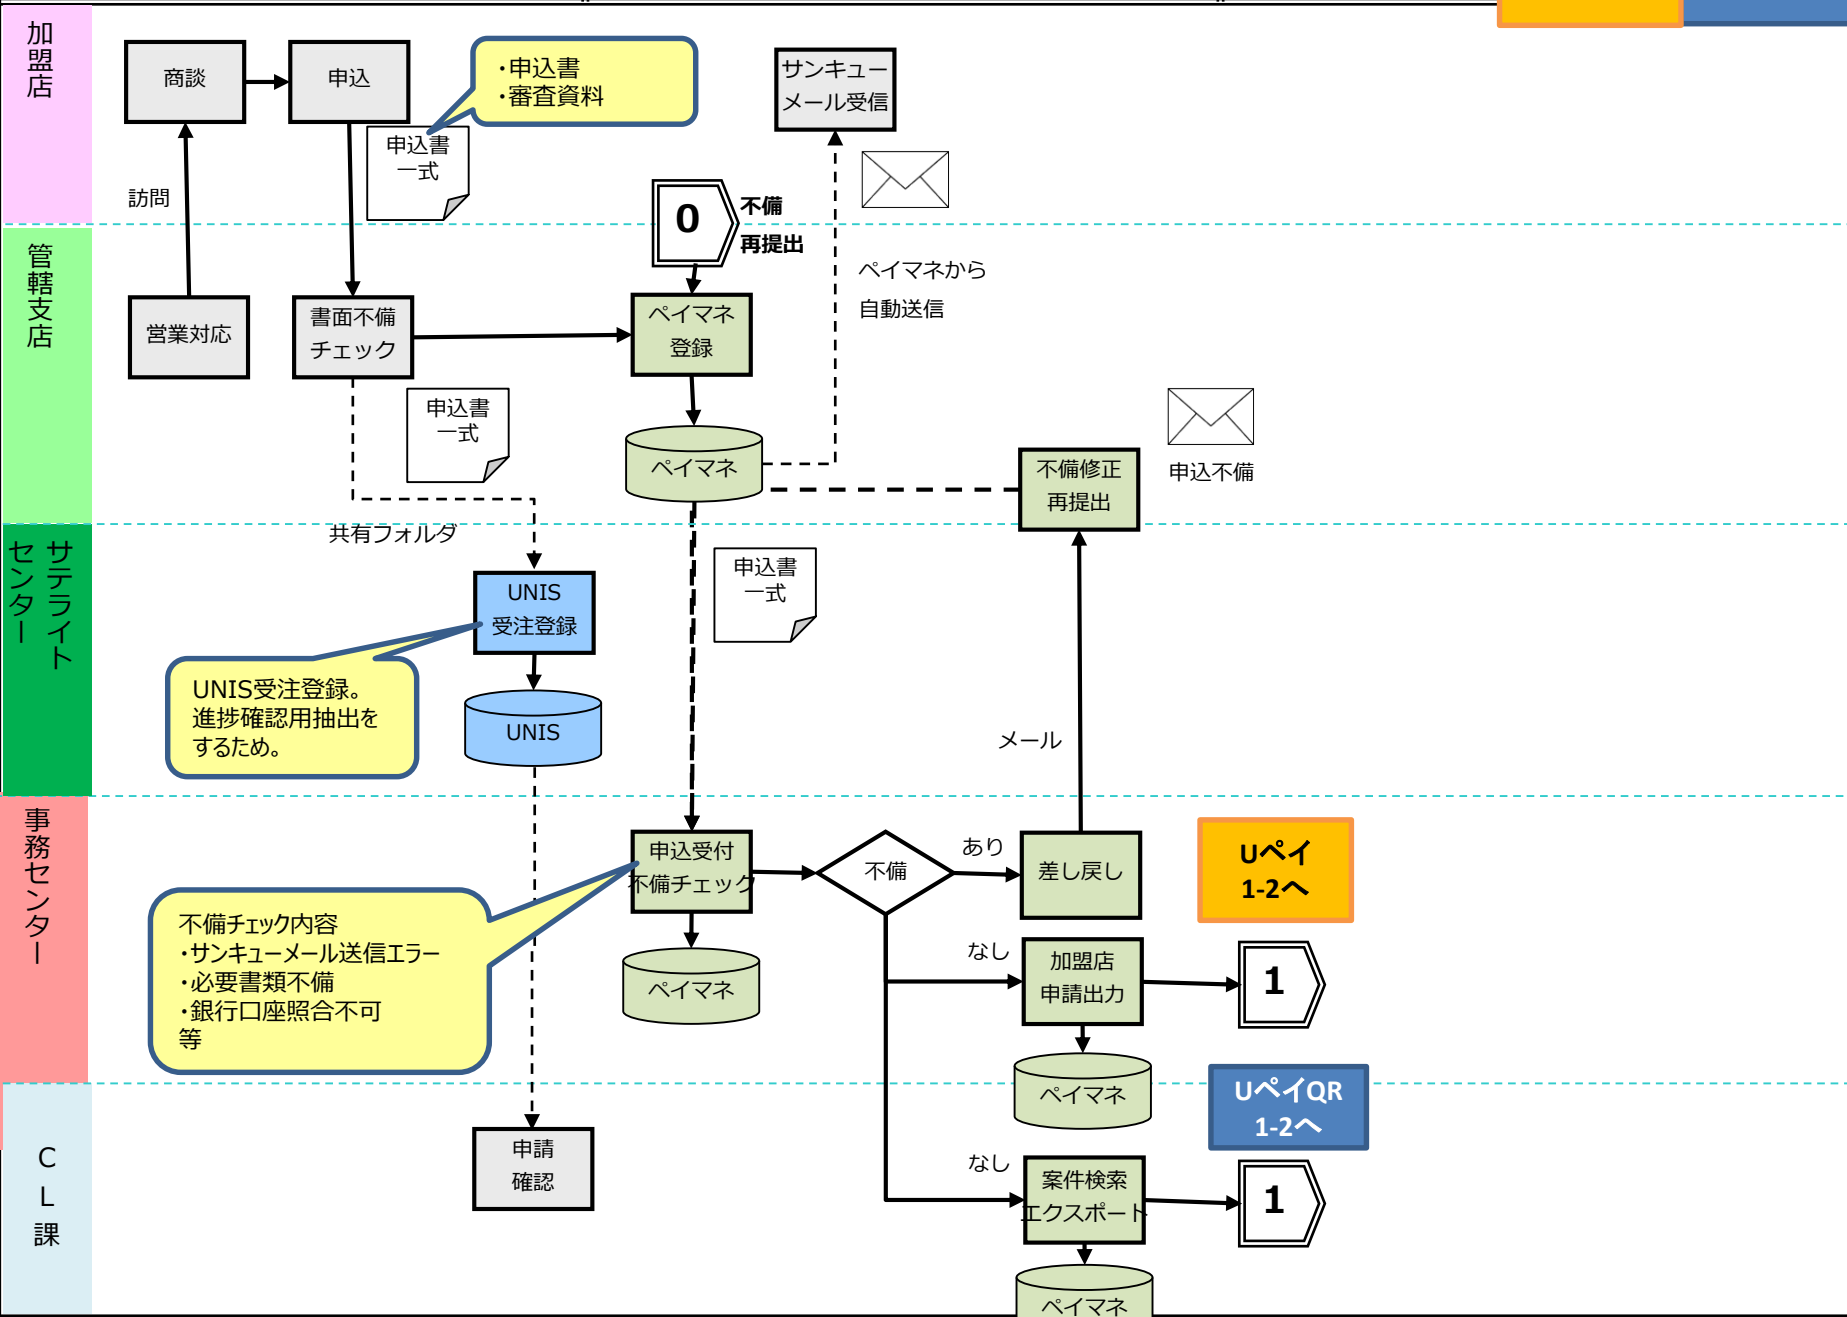 加盟店
商談
申込
・申込書
・審査資料
サンキュー
メール受信
申込書
一式
訪問
0
不備
再提出
管轄支店
ペイマネから
自動送信
営業対応
書面不備
チェック
ペイマネ
登録
申込書
一式
ペイマネ
不備修正
再提出
申込不備
サテライト
センター
共有フォルダ
申込書
一式
UNIS
受注登録
UNIS受注登録。
進捗確認用抽出を
するため。
UNIS
メール
事務センター
申込受付
不備チェック
不備
あり
差し戻し
Uペイ
1-2へ
不備チェック内容
・サンキューメール送信エラー
・必要書類不備
・銀行口座照合不可
等
ペイマネ
なし
加盟店
申請出力
1
ペイマネ
UペイQR
1-2へ
CL課
申請
確認
なし
案件検索
エクスポート
1
ペイマネ